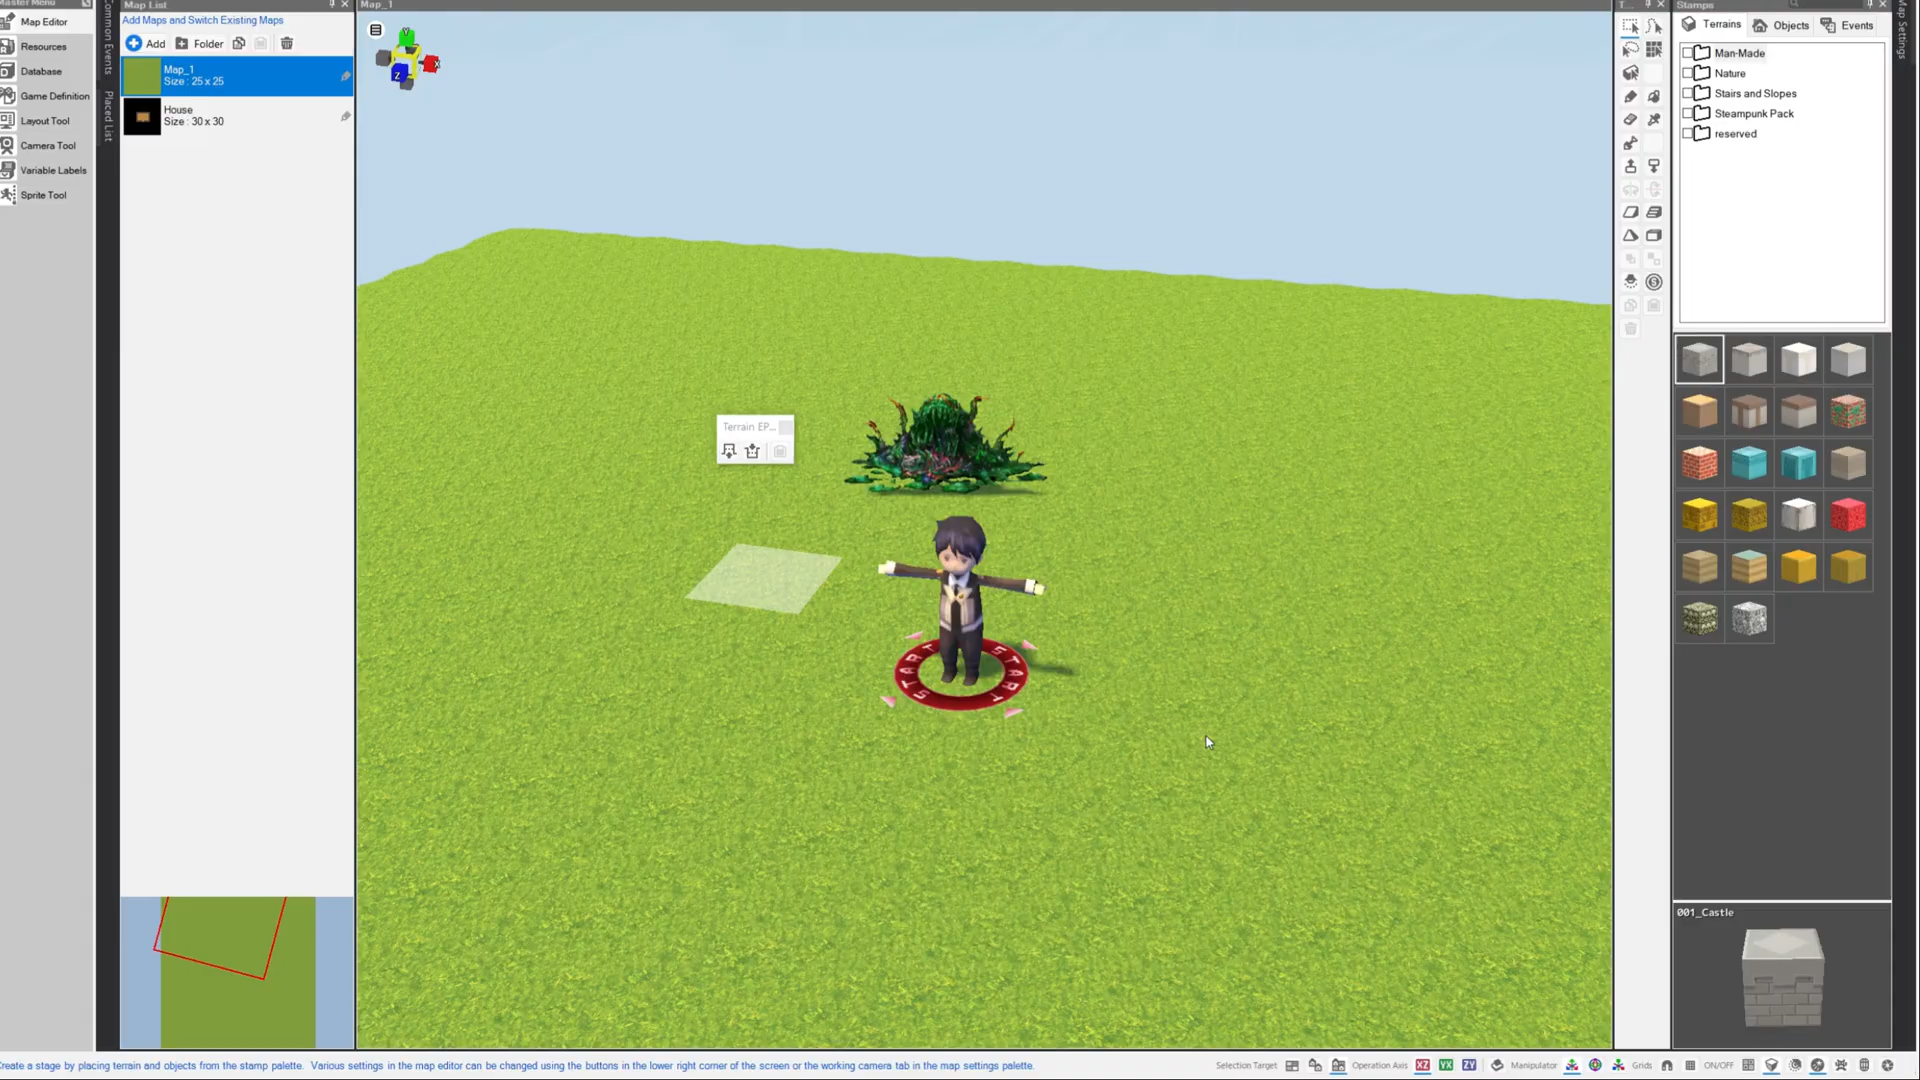 Master Menu
Map Editor
Resources
Database
Game Definition
Layout Tool
Camera Tool
Variable Labels
Sprite Tool
Common Events
Placed List
Map List
Add Maps and Switch Existing Maps
Add
Folder
Map_1
Size : 25 x 25
House
Size : 30 x 30
Map_1
Y
X
Z
Terrain EP...
START
START
T...
Stamps
Terrains
Objects
Events
Man-Made
Nature
Stairs and Slopes
Steampunk Pack
reserved
001_Castle
Map Settings
Create a stage by placing terrain and objects from the stamp palette. Various settings in the map editor can be changed using the buttons in the lower right corner of the screen or the working camera tab in the map settings palette.
Selection Target
Operation Axis
XZ
YX
ZY
Manipulator
Grids
ON/OFF